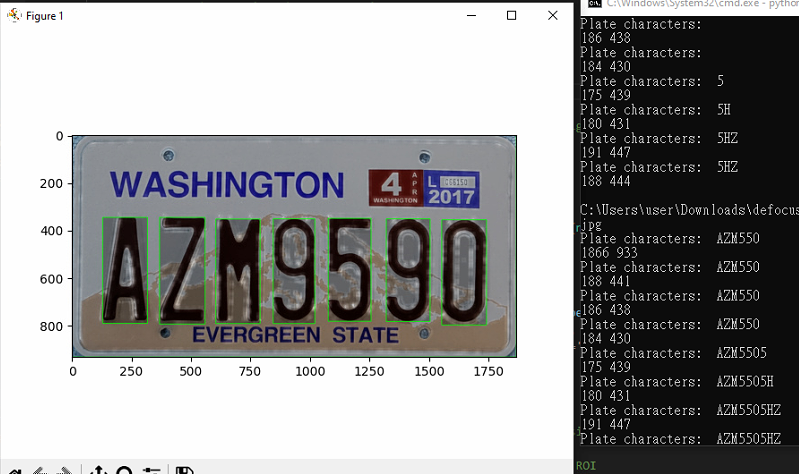 Figure 1
0
200
400
600
800
0 250 500 750 1000 1250 1500 1750
WASHINGTON
4
APR
WASHINGTON
L
2017
AZM9590
EVERGREEN STATE
C:\Windows\System32\cmd.exe - python
Plate characters:
186 438
Plate characters:
184 430
Plate characters: 5
175 439
Plate characters: 5H
180 431
Plate characters: 5HZ
191 447
Plate characters: 5HZ
188 444
C:\Users\user\Downloads\defocus
jpg
Plate characters: AZM550
1866 933
Plate characters: AZM550
188 441
Plate characters: AZM550
186 438
Plate characters: AZM550
184 430
Plate characters: AZM5505
175 439
Plate characters: AZM5505H
180 431
Plate characters: AZM5505HZ
191 447
Plate characters: AZM5505HZ
ROI